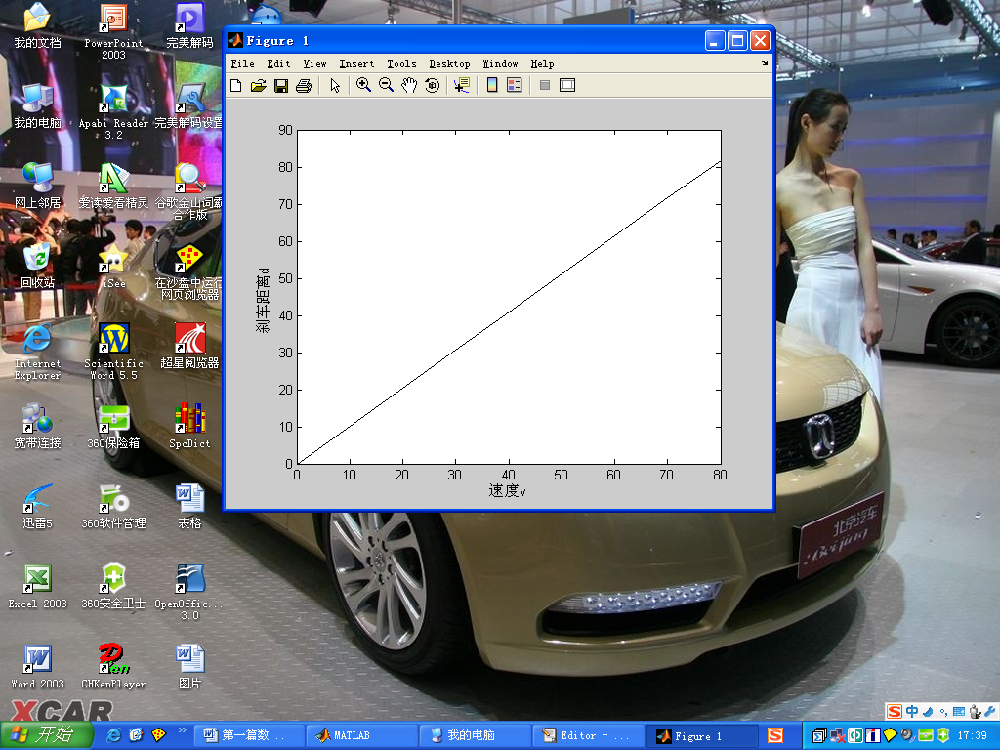 我的文档
PowerPoint
2003
完美解码
我的电脑
Apabi Reader
3.2
完美解码设置
网上邻居
爱读爱看精灵
谷歌金山词霸
合作版
回收站
iSee
在沙盘中运行
网页浏览器
Internet
Explorer
Scientific
Word 5.5
超星阅览器
宽带连接
360保险箱
SpcDict
迅雷5
360软件管理
表格
Excel 2003
360安全卫士
OpenOffic...
3.0
Word 2003
CHKenPlayer
图片
Figure 1
File Edit View Insert Tools Desktop Window Help
90
80
70
60
50
40
30
20
10
0
刹车距离d
0 10 20 30 40 50 60 70 80
速度v
北京汽车
Beijing
XCAR
中
开始
第一篇数...
MATLAB
我的电脑
Editor - ...
Figure 1
17:39